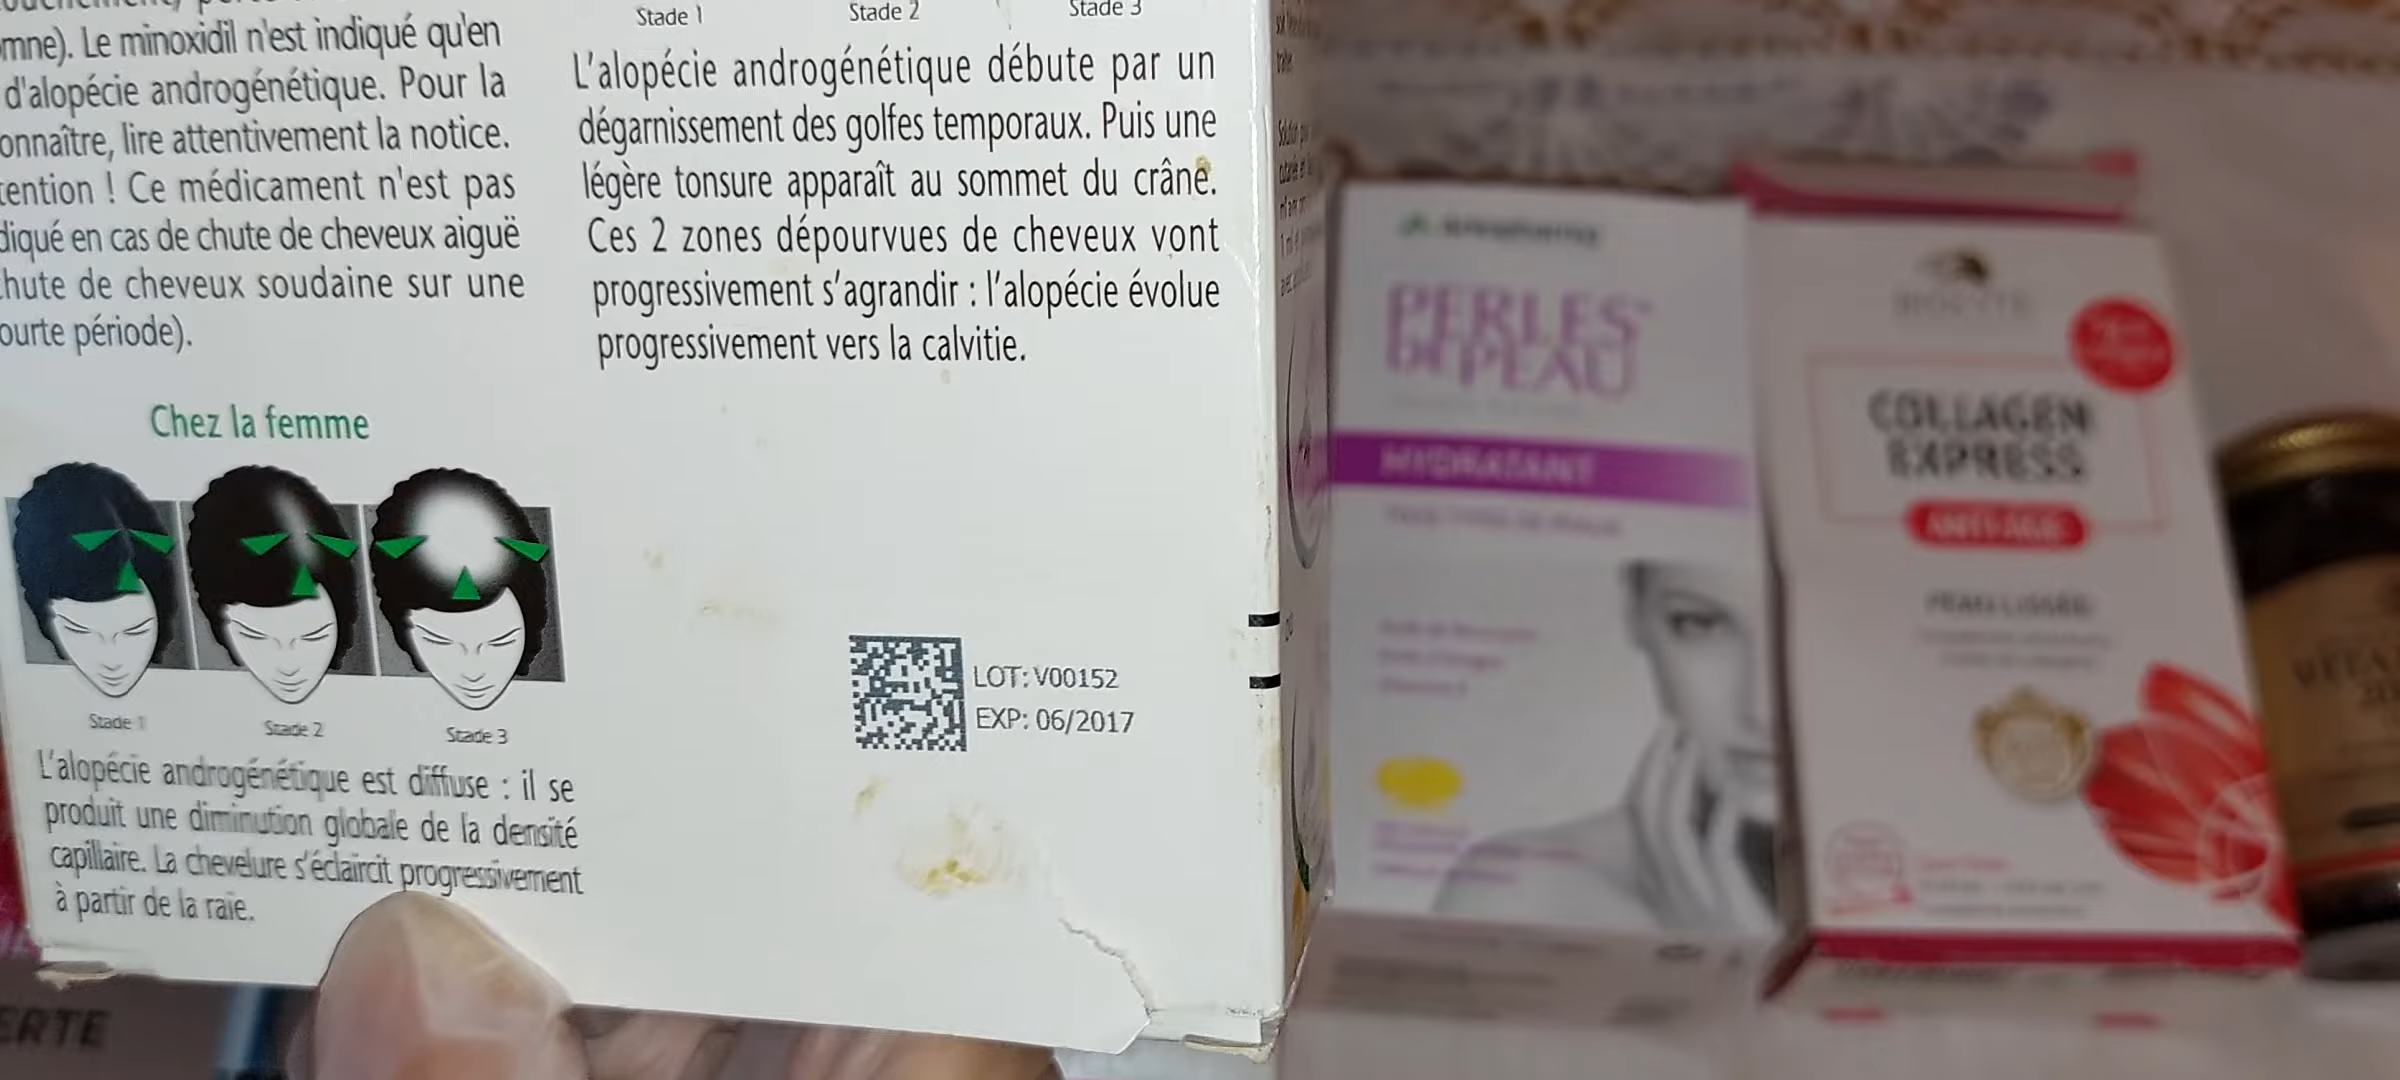 mne). Le minoxidil n'est indiqué qu'en
d'alopécie androgénétique. Pour la
onnaître, lire attentivement la notice.
tention ! Ce médicament n'est pas
diqué en cas de chute de cheveux aiguë
chute de cheveux soudaine sur une
ourte période).
Chez la femme
Stade 1
Stade 2
Stade 3
L'alopécie androgénétique est diffuse : il se
produit une diminution globale de la densité
capillaire. La chevelure s'éclaircit progressivement
à partir de la raie.
Stade 1
Stade 2
Stade 3
L'alopécie androgénétique débute par un
dégarnissement des golfes temporaux. Puis une
légère tonsure apparaît au sommet du crâne.
Ces 2 zones dépourvues de cheveux vont
progressivement s'agrandir : l'alopécie évolue
progressivement vers la calvitie.
LOT: V00152
EXP: 06/2017
ERTE
Arkopharma
PERLES
DE PEAU
HYDRATANT
BIOCYTE
COLLAGEN
EXPRESS
ANTI-ÂGE
PEAU LISSÉE